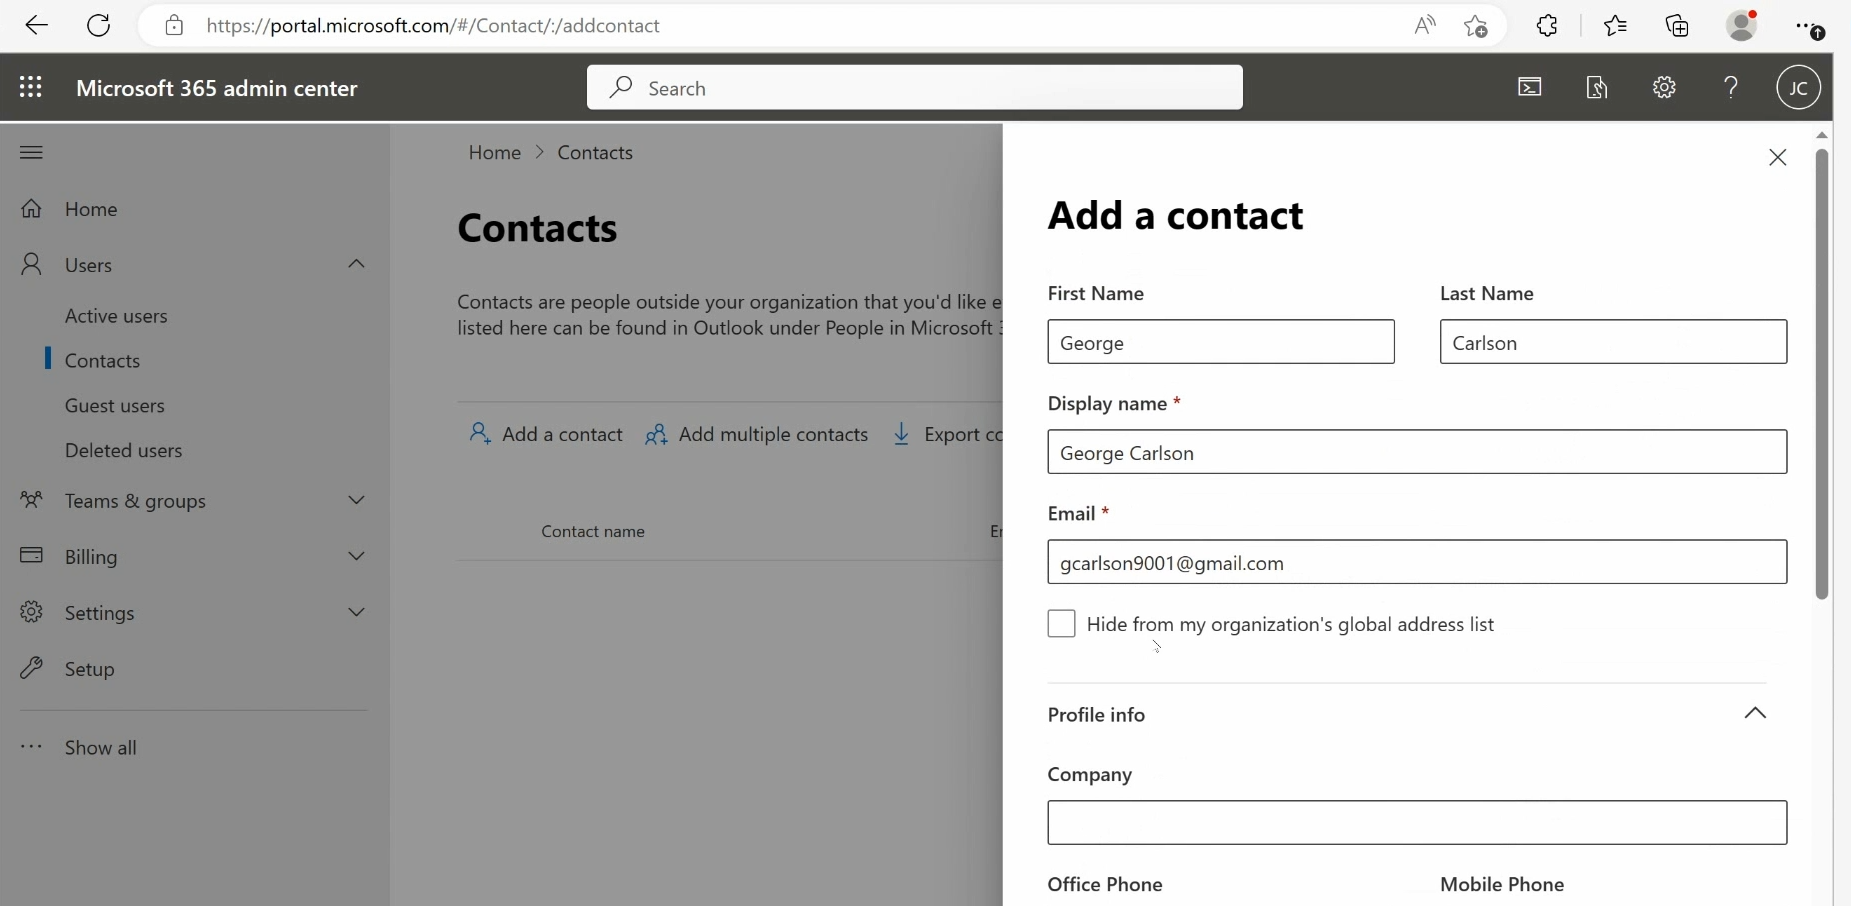 https://portal.microsoft.com/#/Contact/:/addcontact
Microsoft 365 admin center
Search
JC
Home
Users
Active users
Contacts
Guest users
Deleted users
Teams & groups
Billing
Settings
Setup
Show all
Home > Contacts
Contacts
Contacts are people outside your organization that you'd like e
listed here can be found in Outlook under People in Microsoft
Add a contact
Add multiple contacts
Export co
Contact name
Add a contact
First Name
Last Name
George
Carlson
Display name *
George Carlson
Email *
gcarlson9001@gmail.com
Hide from my organization's global address list
Profile info
Company
Office Phone
Mobile Phone